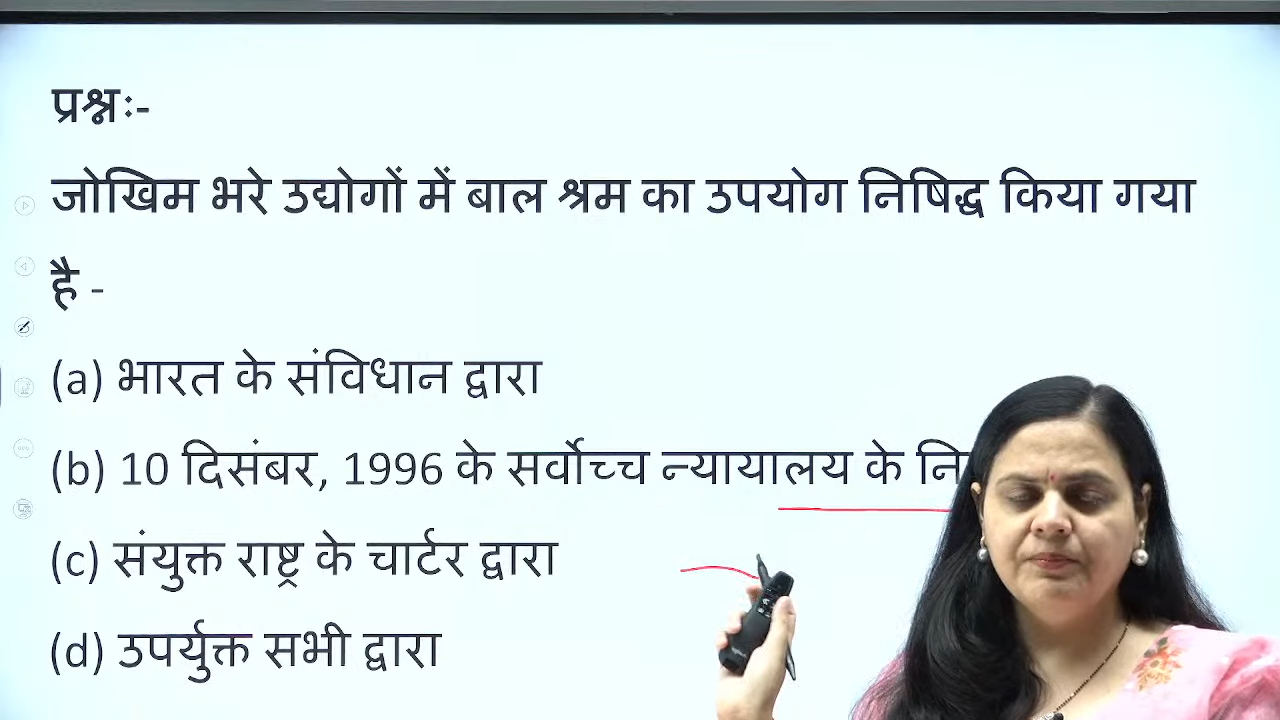 प्रश्नः-
जोखिम भरे उद्योगों में बाल श्रम का उपयोग निषिद्ध किया गया
है -
(a) भारत के संविधान द्वारा
(b) 10 दिसंबर, 1996 के सर्वोच्च न्यायालय के
(c) संयुक्त राष्ट्र के चार्टर द्वारा
(d) उपर्युक्त सभी द्वारा